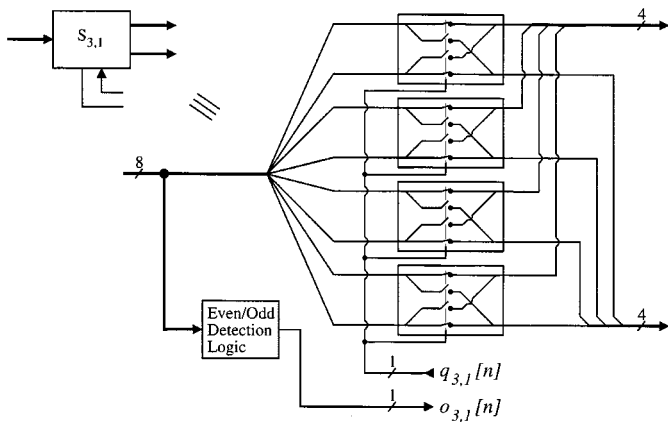 4
S3,1
8
Even/Odd
Detection
Logic
4
1
q3,1[n]
1
o3,1[n]